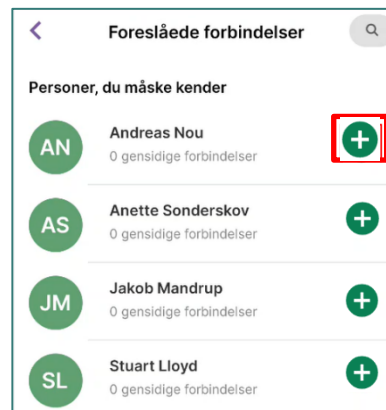 Foreslåede forbindelser
Personer, du måske kender
AN
Andreas Nou
0 gensidige forbindelser
AS
Anette Sonderskov
0 gensidige forbindelser
JM
Jakob Mandrup
0 gensidige forbindelser
SL
Stuart Lloyd
0 gensidige forbindelser